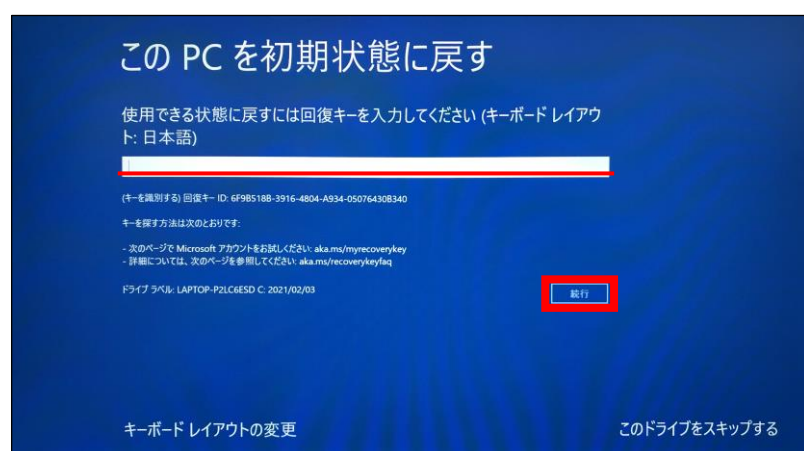 このPCを初期状態に戻す
使用できる状態に戻すには回復キーを入力してください (キーボード レイアウ
ト: 日本語)
(キーを識別する) 回復キー ID: 6F9B518B-3916-4804-A934-05076430B340
キーを探す方法は次のとおりです:
- 次のページで Microsoft アカウントをお試しください: aka.ms/myrecoverykey
- 詳細については、次のページを参照してください: aka.ms/recoverykeyfaq
ドライブ ラベル: LAPTOP-P2LC6ESD C: 2021/02/03
続行
キーボード レイアウトの変更
このドライブをスキップする